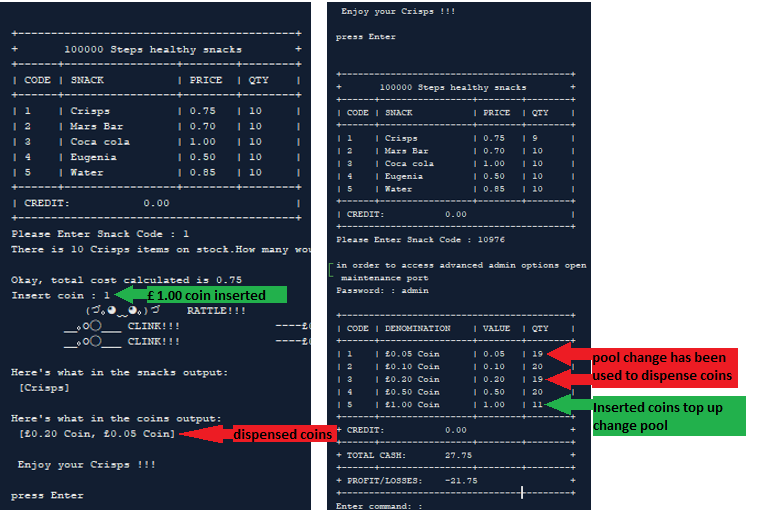 +----------------------------------------+
+ 100000 Steps healthy snacks +
+------+----------------+--------+-------+
| CODE | SNACK | PRICE | QTY |
+------+----------------+--------+-------+
| 1 | Crisps | 0.75 | 10 |
| 2 | Mars Bar | 0.70 | 10 |
| 3 | Coca cola | 1.00 | 10 |
| 4 | Eugenia | 0.50 | 10 |
| 5 | Water | 0.85 | 10 |
+------+----------------+--------+-------+
| CREDIT: 0.00 |
+----------------------------------------+
Please Enter Snack Code : 1
There is 10 Crisps items on stock.How many
Okay, total cost calculated is 0.75
Insert coin : 1
£ 1.00 coin inserted
RATTLE!!!
CLINK!!! ----£
CLINK!!! ----£
Here's what in the snacks output:
[Crisps]
Here's what in the coins output:
[£0.20 Coin, £0.05 Coin]
dispensed coins
Enjoy your Crisps !!!
press Enter
Enjoy your Crisps !!!
press Enter
+----------------------------------------+
+ 100000 Steps healthy snacks +
+------+----------------+--------+-------+
| CODE | SNACK | PRICE | QTY |
+------+----------------+--------+-------+
| 1 | Crisps | 0.75 | 9 |
| 2 | Mars Bar | 0.70 | 10 |
| 3 | Coca cola | 1.00 | 10 |
| 4 | Eugenia | 0.50 | 10 |
| 5 | Water | 0.85 | 10 |
+------+----------------+--------+-------+
| CREDIT: 0.00 |
+----------------------------------------+
Please Enter Snack Code : 10976
in order to access advanced admin options open
maintenance port
Password: : admin
+------+----------------+--------+-------+
| CODE | DENOMINATION | VALUE | QTY |
+------+----------------+--------+-------+
| 1 | £0.05 Coin | 0.05 | 19
| 2 | £0.10 Coin | 0.10 | 20
| 3 | £0.20 Coin | 0.20 | 19
| 4 | £0.50 Coin | 0.50 | 20
| 5 | £1.00 Coin | 1.00 | 11
pool change has been
used to dispense coins
Inserted coins top up
change pool
+------+----------------+--------+-------+
+ CREDIT: 0.00 +
+------+----------------+--------+-------+
+ TOTAL CASH: 27.75 +
+------+----------------+--------+-------+
+ PROFIT/LOSSES: -21.75 +
+------+----------------+--------+-------+
Enter command: :